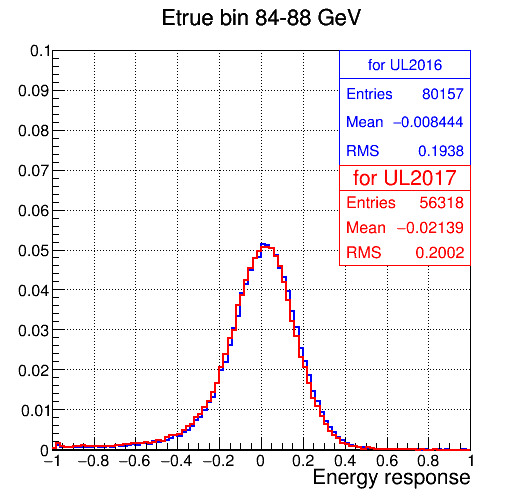 Etrue bin 84-88 GeV
for UL2016
Entries 80157
Mean −0.008444
RMS 0.1938
for UL2017
Entries 56318
Mean −0.02139
RMS 0.2002
0.1
0.09
0.08
0.07
0.06
0.05
0.04
0.03
0.02
0.01
0
−1 −0.8 −0.6 −0.4 −0.2 0 0.2 0.4 0.6 0.8 1
Energy response